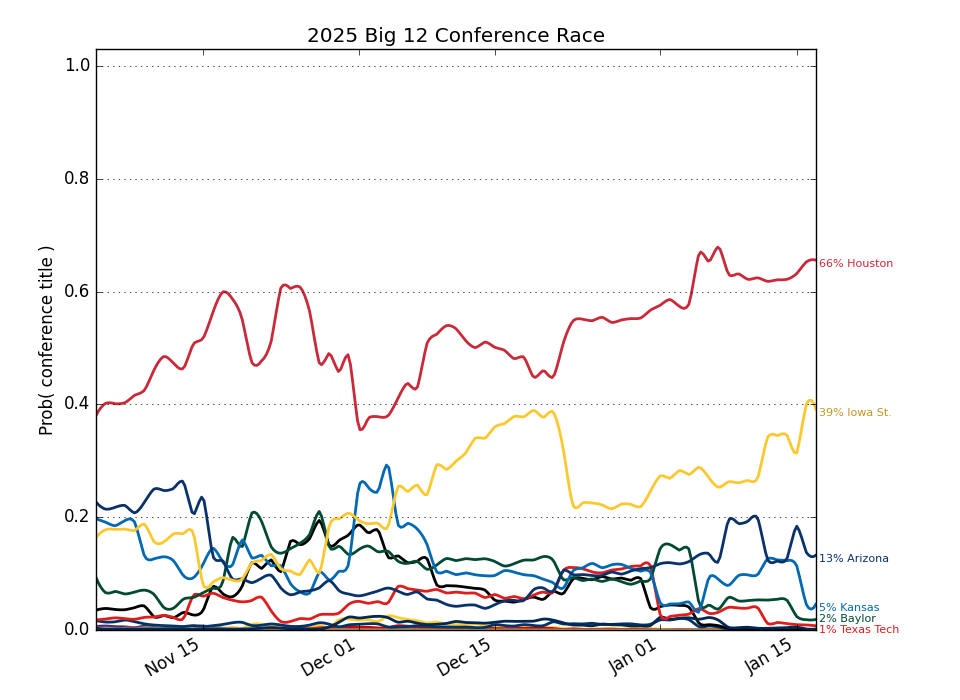 2025 Big 12 Conference Race
Prob( conference title )
1.0
0.8
0.6
0.4
0.2
0.0
66% Houston
39% Iowa St.
13% Arizona
5% Kansas
2% Baylor
1% Texas Tech
Nov 15
Dec 01
Dec 15
Jan 01
Jan 15